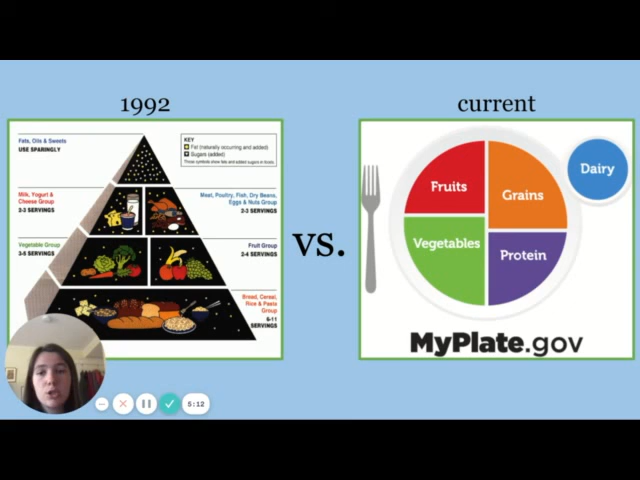 1992
current
Fats, Oils & Sweets
USE SPARINGLY
KEY
Fat (naturally occurring and added)
Sugars (added)
These symbols show fats and added sugars in foods.
Milk, Yogurt &
Cheese Group
2-3 SERVINGS
Meat, Poultry, Fish, Dry Beans,
Eggs & Nuts Group
2-3 SERVINGS
Vegetable Group
3-5 SERVINGS
Fruit Group
2-4 SERVINGS
Bread, Cereal,
Rice & Pasta
Group
6-11
SERVINGS
vs.
Fruits
Grains
Dairy
Vegetables
Protein
MyPlate.gov
5:12